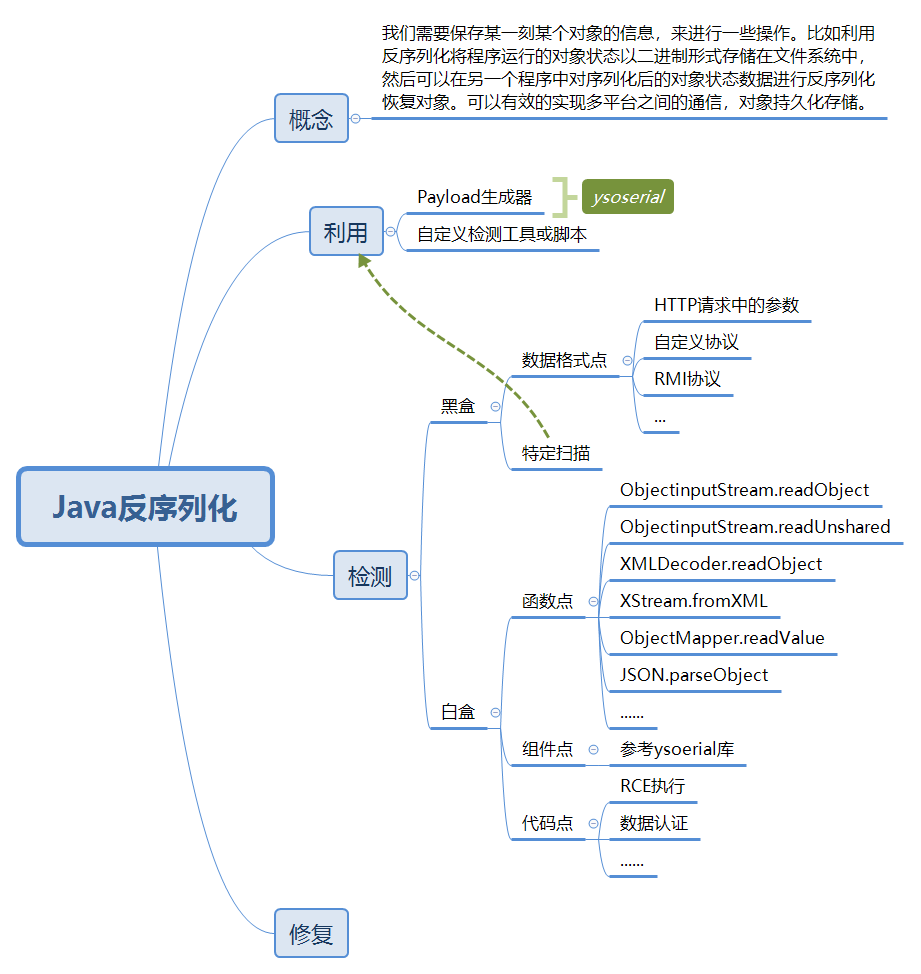 我们需要保存某一刻某个对象的信息，来进行一些操作。比如利用
反序列化将程序运行的对象状态以二进制形式存储在文件系统中，
然后可以在另一个程序中对序列化后的对象状态数据进行反序列化
恢复对象。可以有效的实现多平台之间的通信，对象持久化存储。
概念
Payload生成器
ysoserial
利用
自定义检测工具或脚本
HTTP请求中的参数
自定义协议
数据格式点
RMI协议
...
黑盒
特定扫描
Java反序列化
ObjectinputStream.readObject
ObjectinputStream.readUnshared
XMLDecoder.readObject
检测
函数点
XStream.fromXML
ObjectMapper.readValue
JSON.parseObject
......
白盒
组件点
参考ysoerial库
RCE执行
代码点
数据认证
......
修复